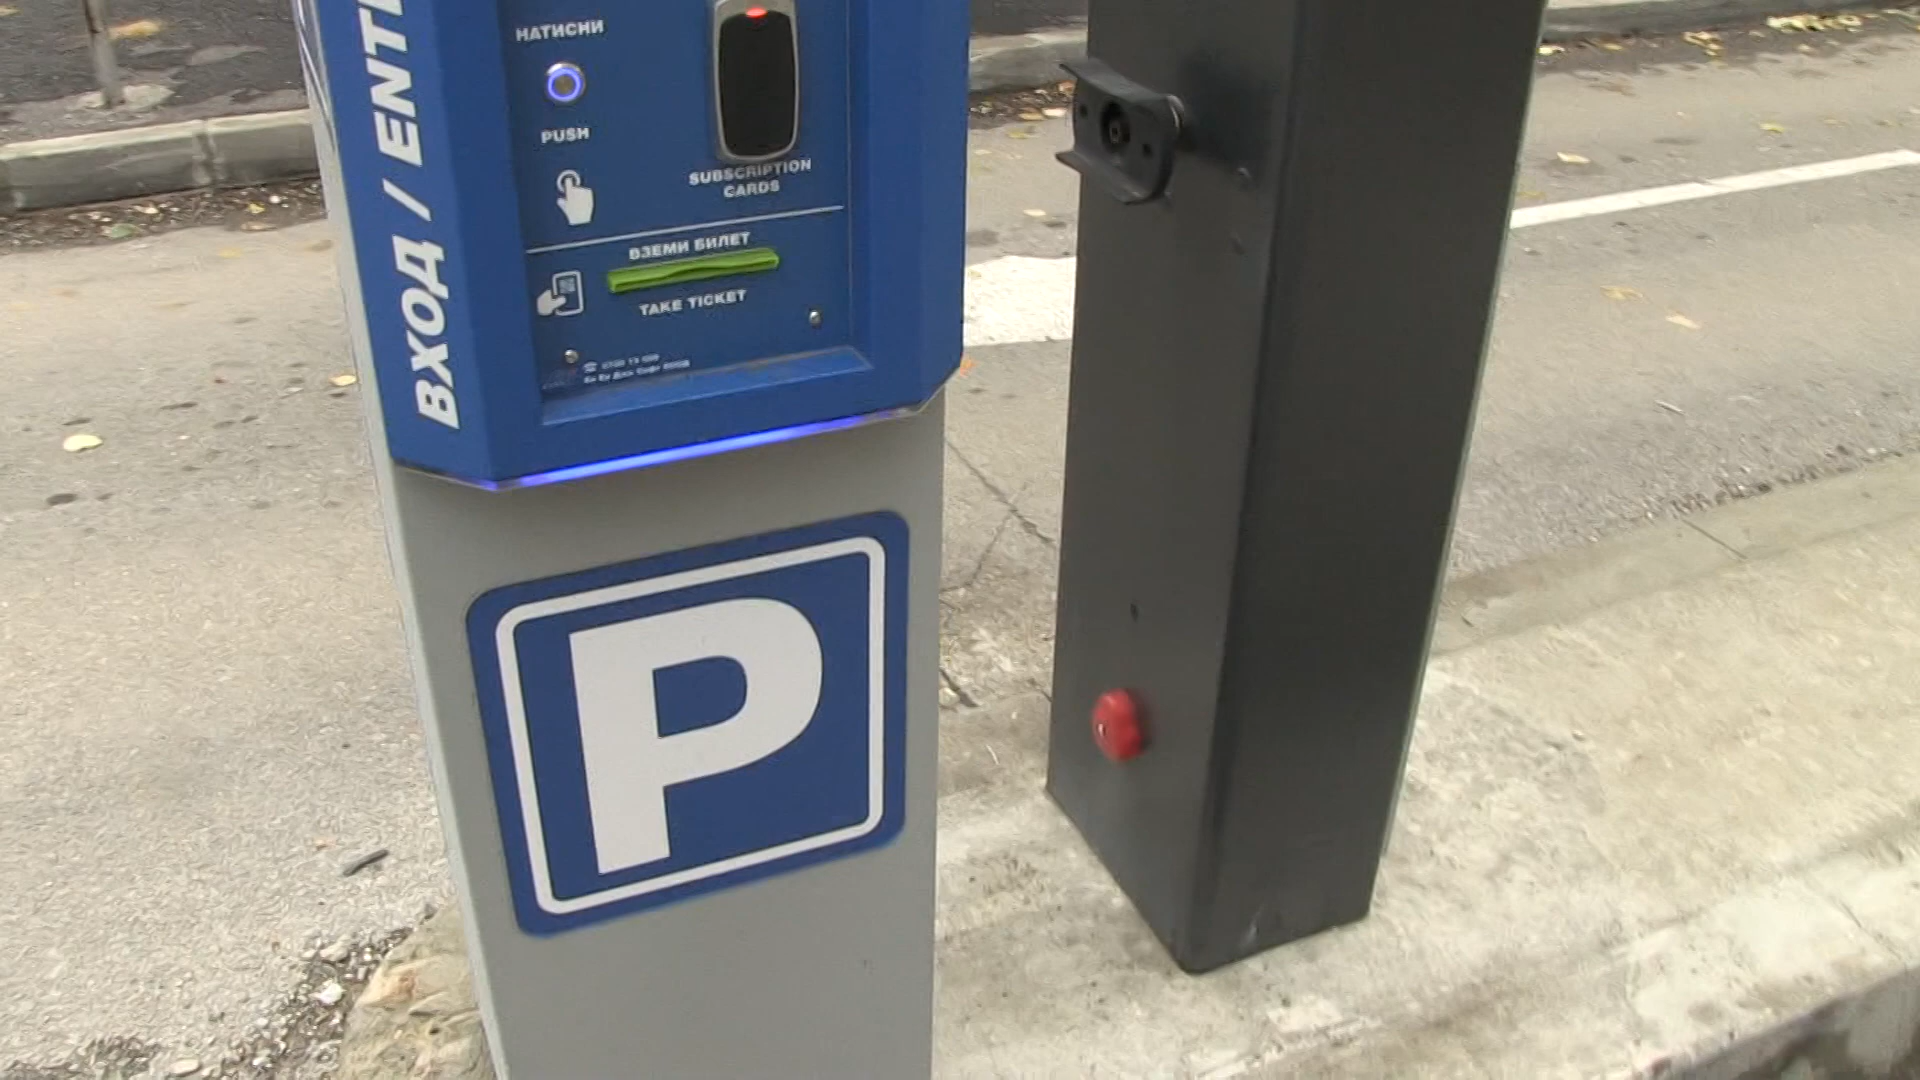 ВХОД / ENT
НАТИСНИ
PUSH
SUBSCRIPTION
CARDS
ВЗЕМИ БИЛЕТ
TAKE TICKET
P